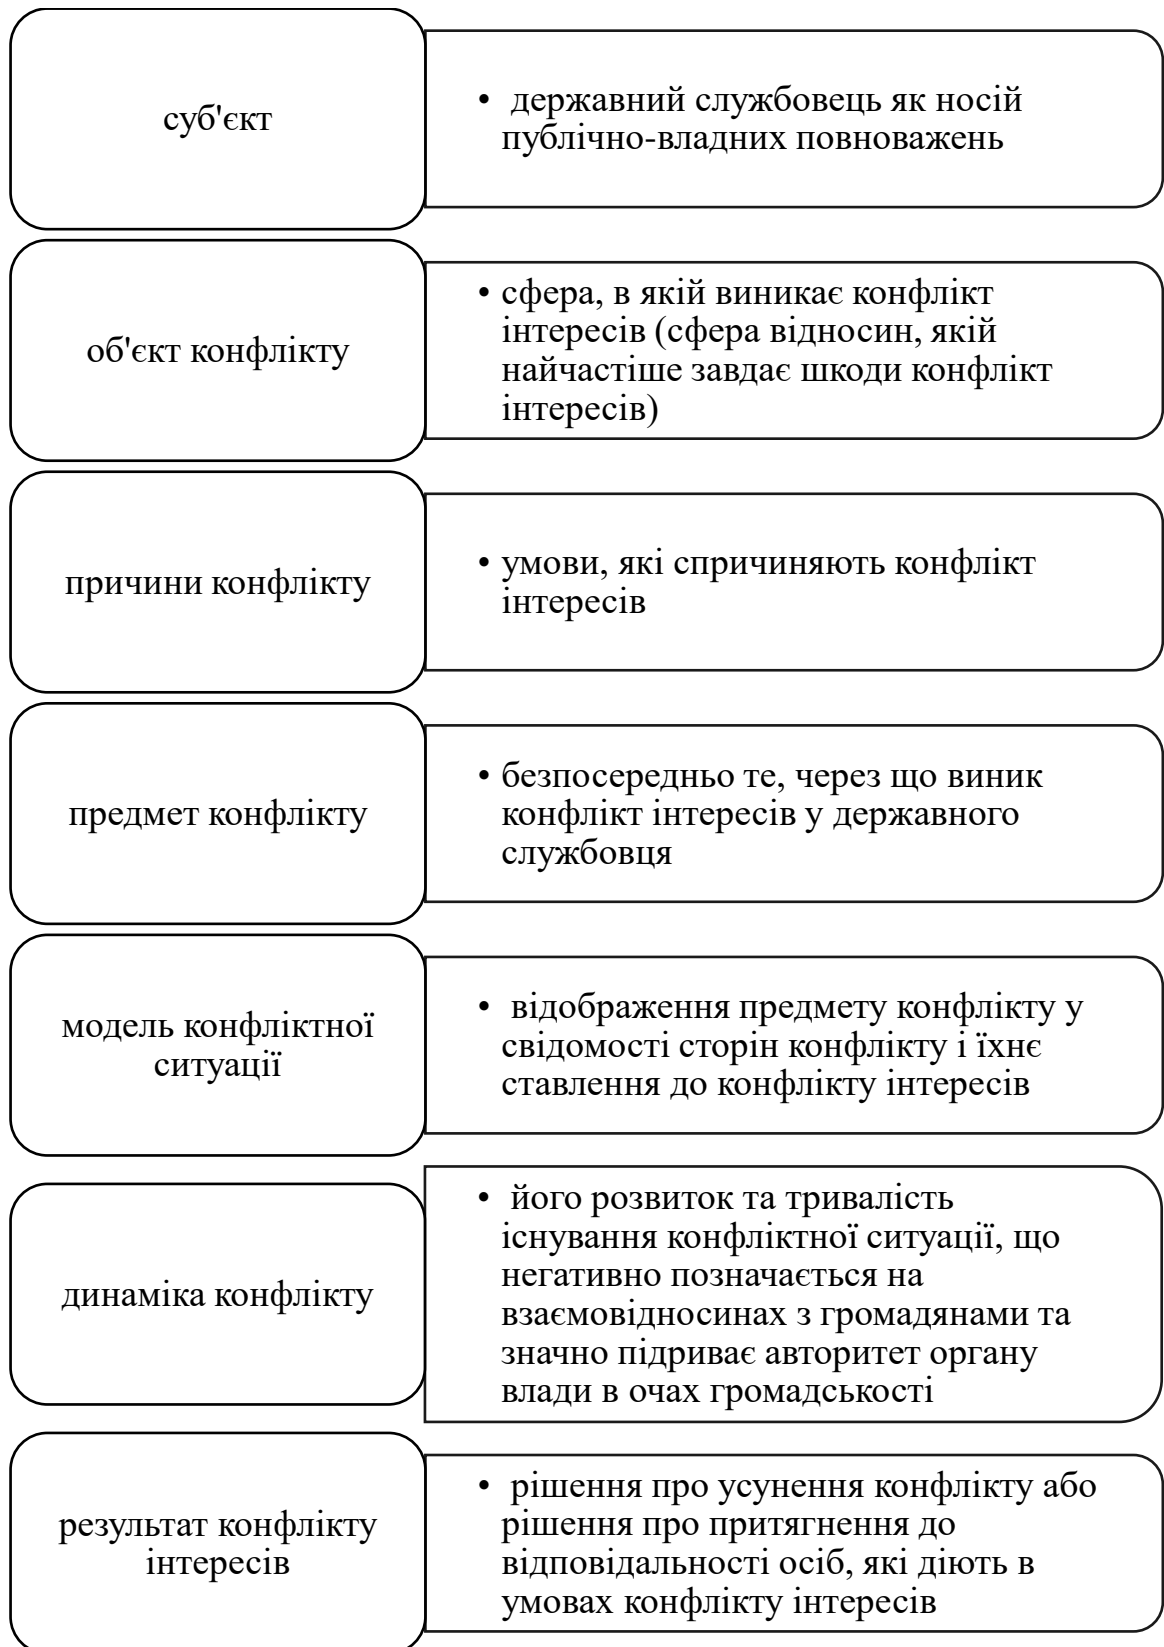 суб'єкт
• державний службовець як носій
публічно-владних повноважень
об'єкт конфлікту
• сфера, в якій виникає конфлікт
інтересів (сфера відносин, якій
найчастіше завдає шкоди конфлікт
інтересів)
причини конфлікту
• умови, які спричиняють конфлікт
інтересів
предмет конфлікту
• безпосередньо те, через що виник
конфлікт інтересів у державного
службовця
модель конфліктної
ситуації
• відображення предмету конфлікту у
свідомості сторін конфлікту і їхнє
ставлення до конфлікту інтересів
динаміка конфлікту
• його розвиток та тривалість
існування конфліктної ситуації, що
негативно позначається на
взаємовідносинах з громадянами та
значно підриває авторитет органу
влади в очах громадськості
результат конфлікту
інтересів
• рішення про усунення конфлікту або
рішення про притягнення до
відповідальності осіб, які діють в
умовах конфлікту інтересів